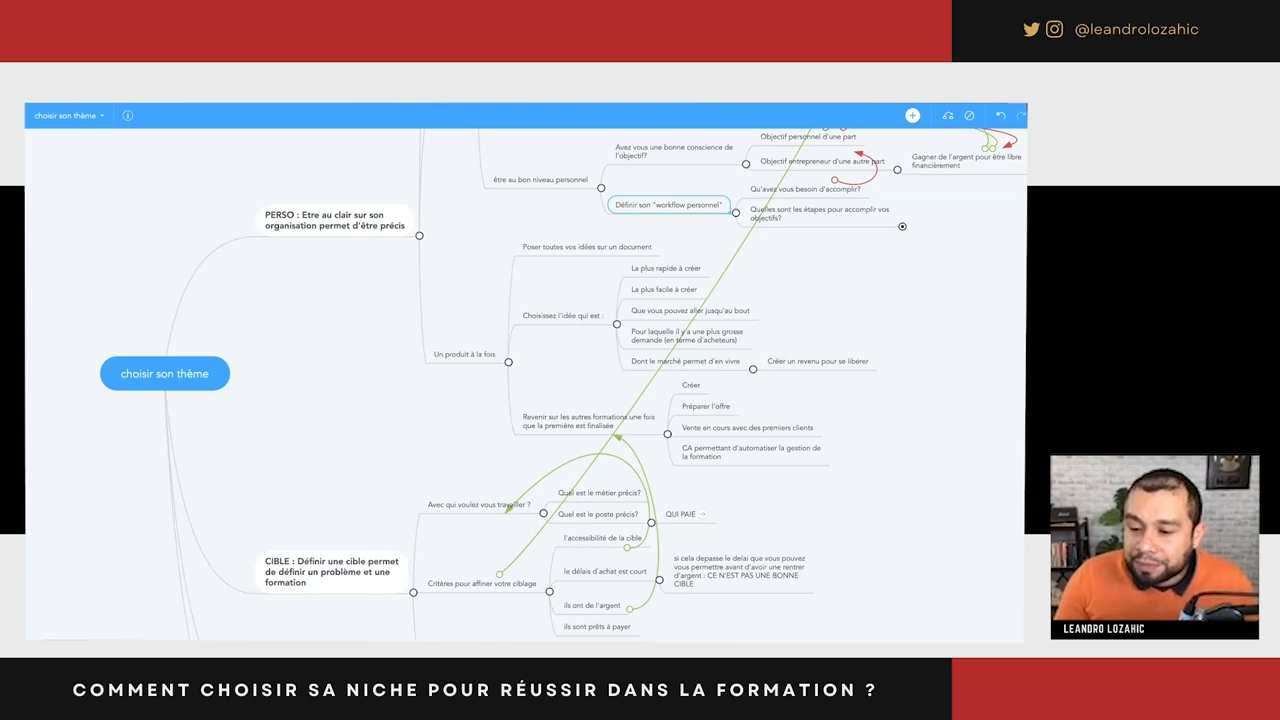 @leandrolozahic
choisir son thème
Objectif personnel d'une part
Avez vous une bonne conscience de
l'objectif?
Objectif entrepreneur d'une autre part
Gagner de l'argent pour être libre
financièrement
être au bon niveau personnel
Qu'avez vous besoin d'accomplir?
Définir son "workflow personnel"
Quelles sont les étapes pour accomplir vos
objectifs?
PERSO : Etre au clair sur son
organisation permet d'être précis
Poser toutes vos idées sur un document
La plus rapide à créer
La plus facile à créer
Choisissez l'idée qui est :
Que vous pouvez aller jusqu'au bout
Pour laquelle il y'a une plus grosse
demande (en terme d'acheteurs)
Un produit à la fois
Dont le marché permet d'en vivre
Créer un revenu pour se libérer
choisir son thème
Créer
Préparer l'offre
Revenir sur les autres formations une fois
que la première est finalisée
Vente en cours avec des premiers clients
CA permettant d'automatiser la gestion de
la formation
Avec qui voulez vous travailler ?
Quel est le métier précis?
Quel est le poste précis?
QUI PAIE
l'accessibilité de la cible
CIBLE : Définir une cible permet
de définir un problème et une
formation
Critères pour affiner votre ciblage
le délais d'achat est court
si cela depasse le delai que vous pouvez
vous permettre avant d'avoir une rentrer
d'argent : CE N'EST PAS UNE BONNE
CIBLE
ils ont de l'argent
ils sont prêts à payer
LEANDRO LOZAHIC
COMMENT CHOISIR SA NICHE POUR RÉUSSIR DANS LA FORMATION ?